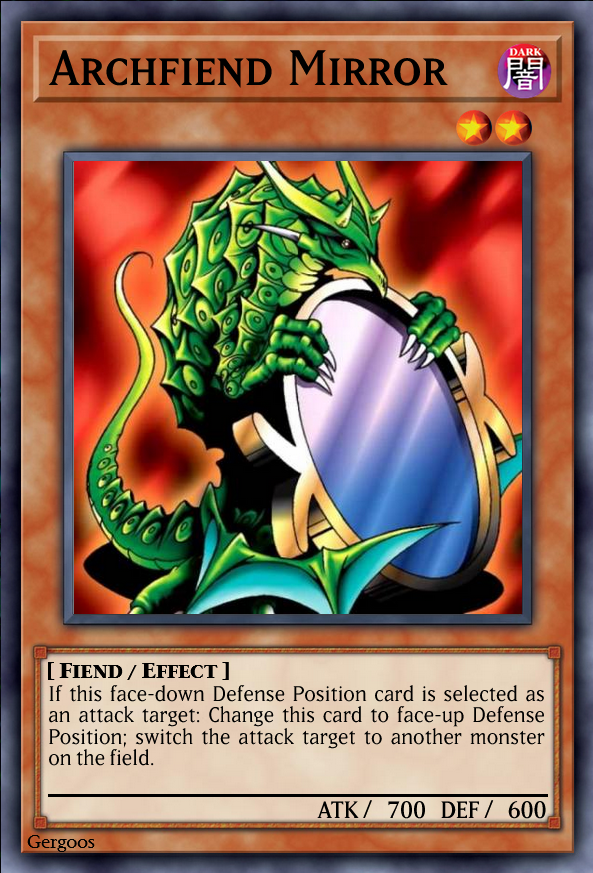 Archfiend Mirror
DARK
闇
[ Fiend / Effect ]
If this face-down Defense Position card is selected as
an attack target: Change this card to face-up Defense
Position; switch the attack target to another monster
on the field.
ATK / 700 DEF / 600
Gergoos